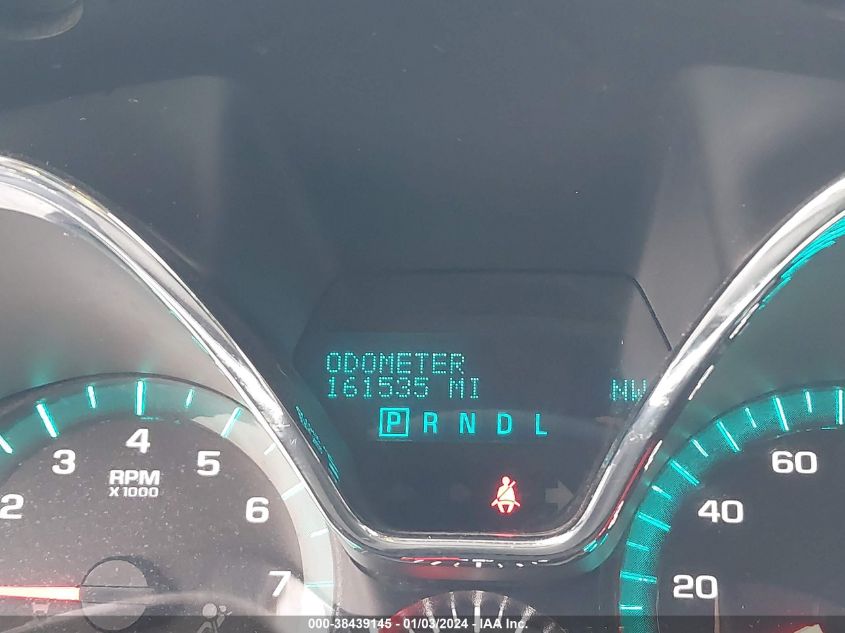 ODOMETER
161535 MI NW
P R N D L
2 3 4 5 6 7
RPM
X1000
20 40 60
000-38439145 - 01/03/2024 - IAA Inc.